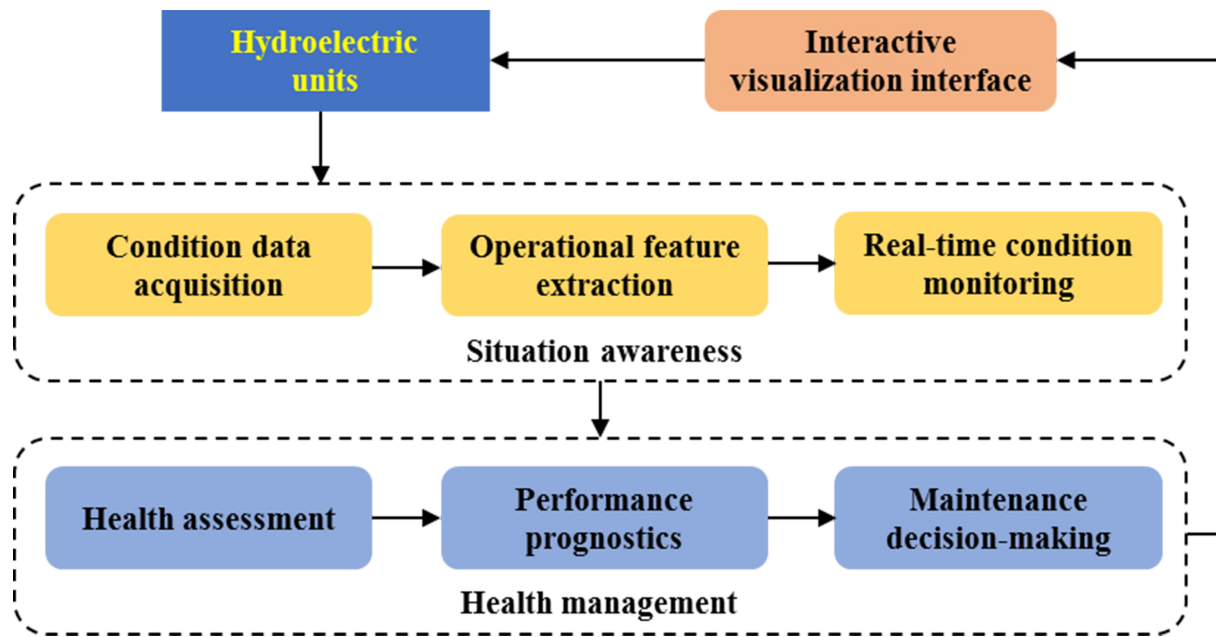 Hydroelectric
units
Interactive
visualization interface
Condition data
acquisition
Operational feature
extraction
Real-time condition
monitoring
Situation awareness
Health assessment
Performance
prognostics
Maintenance
decision-making
Health management